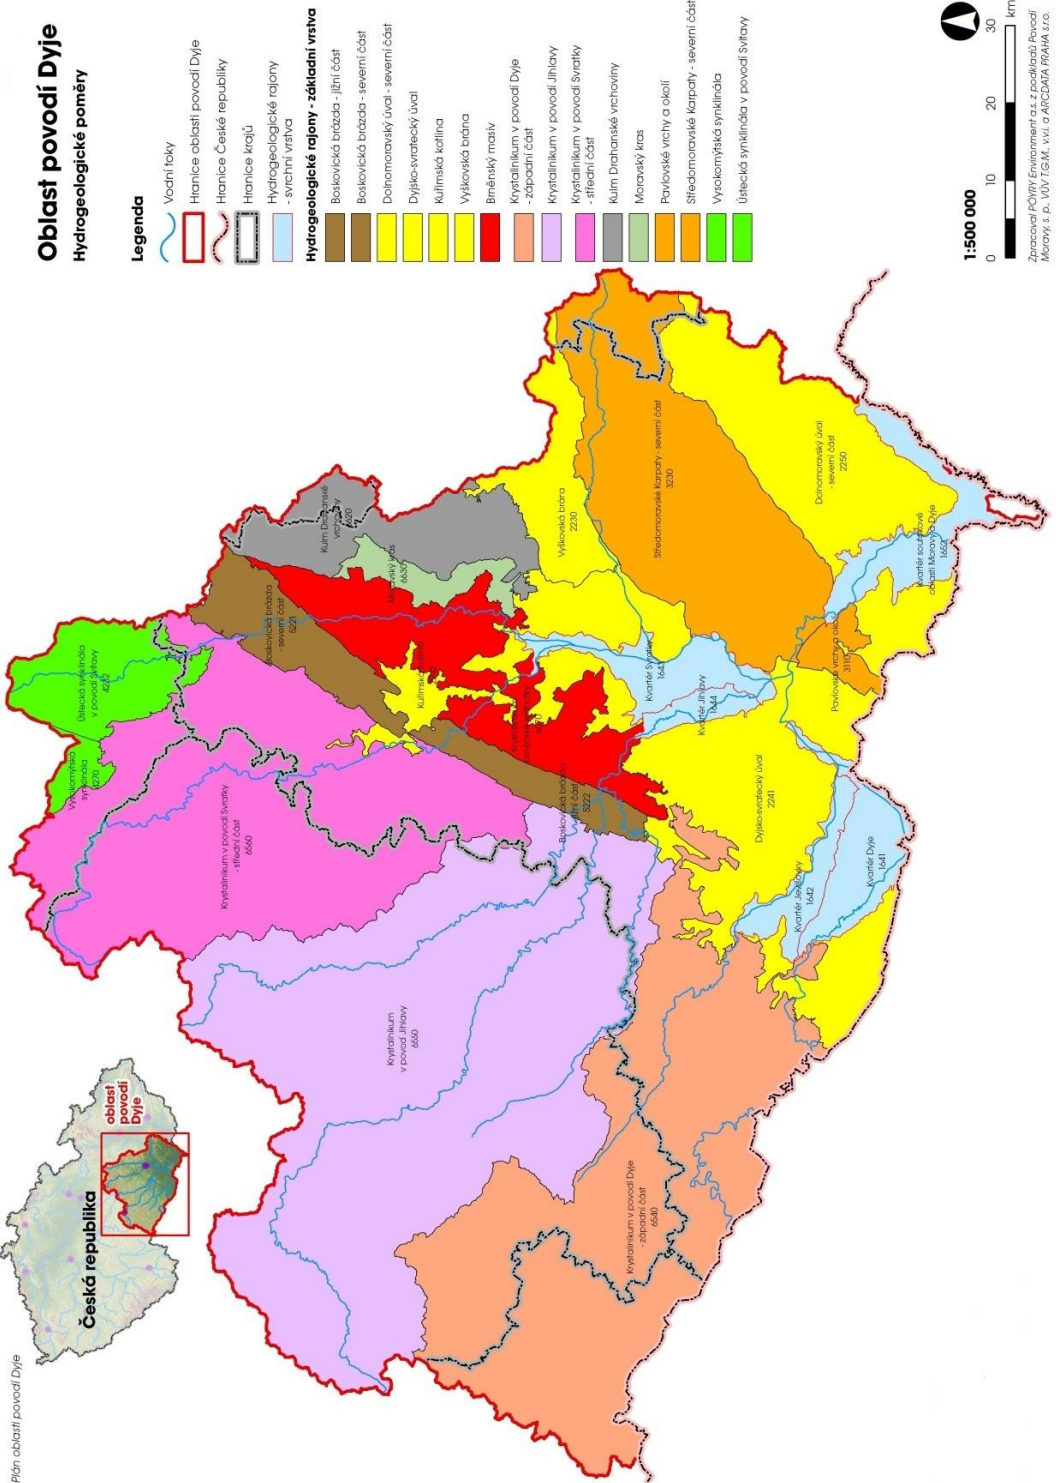 Plán oblasti povodí Dyje
Oblast povodí Dyje
Hydrogeologické poměry
Legenda
Vodní toky
Hranice oblasti povodí Dyje
Hranice České republiky
Hranice krajů
Hydrogeologické rajony
- svrchní vrstva
Hydrogeologické rajony - základní vrstva
Boskovická brázda - jižní část
Boskovická brázda - severní část
Dolnomoravský úval - severní část
Dyjsko-svratecký úval
Kuřimská kotlina
Vyškovská brána
Brněnský masív
Krystalinikum v povodí Dyje
- západní část
Krystalinikum v povodí Jihlavy
Krystalinikum v povodí Svratky
- střední část
Kulm Drahanské vrchoviny
Moravský kras
Pavlovské vrchy a okolí
Středomoravské Karpaty - severní část
Vysokomýtská synklinála
Ústecká synklinála v povodí Svitavy
1:500 000
0 10 20 30
km
Zpracoval PÖYRY Environment a.s. z podkladů Povodí
Moravy, s. p., VÚV T.G.M., v.v.i. a ARCDATA PRAHA s.r.o.
Česká republika
oblast
povodí
Dyje
Ústecká synklinála
v povodí Svitavy
4232
Vysokomýtská
synklinála
4270
Krystalinikum v povodí Svratky
- střední část
6560
Boskovická brázda
- severní část
5221
Kulm Drahanské
vrchoviny
6620
Moravský kras
6630
Krystalinikum
v povodí Jihlavy
6550
Boskovická brázda
- jižní část
5222
Vyškovská brána
2230
Středomoravské Karpaty - severní část
3230
Dolnomoravský úval
- severní část
2250
Kvartér Svratky
1643
Kvartér Jihlavy
1644
Kvartér soutokové
oblasti Moravy a Dyje
1652
Pavlovské vrchy a okolí
3110
Dyjsko-svratecký úval
2241
Kvartér Jevišovky
1642
Kvartér Dyje
1641
Krystalinikum v povodí Dyje
- západní část
6540